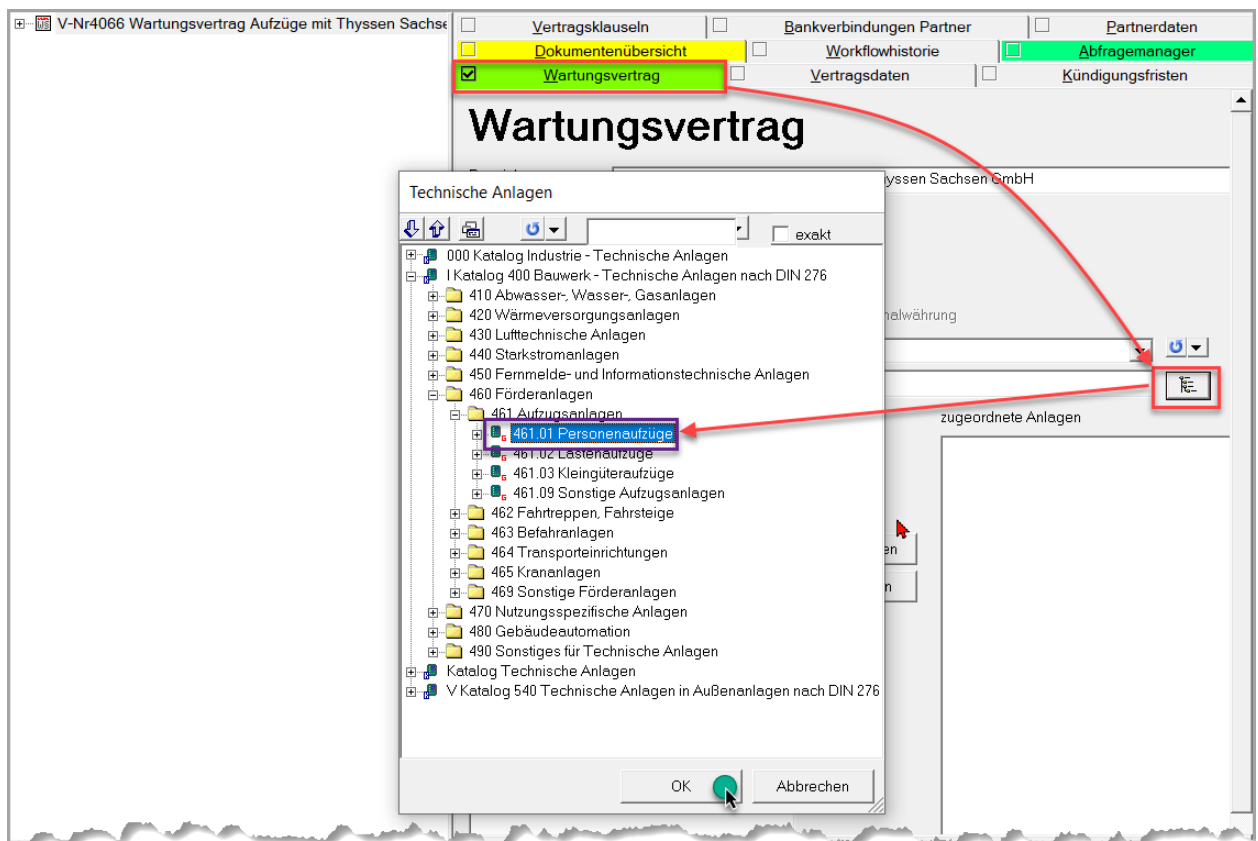 V-Nr4066 Wartungsvertrag Aufzüge mit Thyssen Sachse
Vertragsklauseln
Bankverbindungen Partner
Partnerdaten
Dokumentenübersicht
Workflowhistorie
Abfragemanager
Wartungsvertrag
Vertragsdaten
Kündigungsfristen
Wartungsvertrag
yssen Sachsen GmbH
Technische Anlagen
exakt
000 Katalog Industrie - Technische Anlagen
I Katalog 400 Bauwerk - Technische Anlagen nach DIN 276
410 Abwasser-, Wasser-, Gasanlagen
420 Wärmeversorgungsanlagen
430 Lufttechnische Anlagen
440 Starkstromanlagen
450 Fernmelde- und Informationstechnische Anlagen
460 Förderanlagen
461 Aufzugsanlagen
461.01 Personenaufzüge
461.02 Lastenaufzüge
461.03 Kleingüteraufzüge
461.09 Sonstige Aufzugsanlagen
462 Fahrtreppen, Fahrsteige
463 Befahranlagen
464 Transporteinrichtungen
465 Krananlagen
469 Sonstige Förderanlagen
470 Nutzungsspezifische Anlagen
480 Gebäudeautomation
490 Sonstiges für Technische Anlagen
Katalog Technische Anlagen
V Katalog 540 Technische Anlagen in Außenanlagen nach DIN 276
OK
Abbrechen
nalwährung
zugeordnete Anlagen
en
n